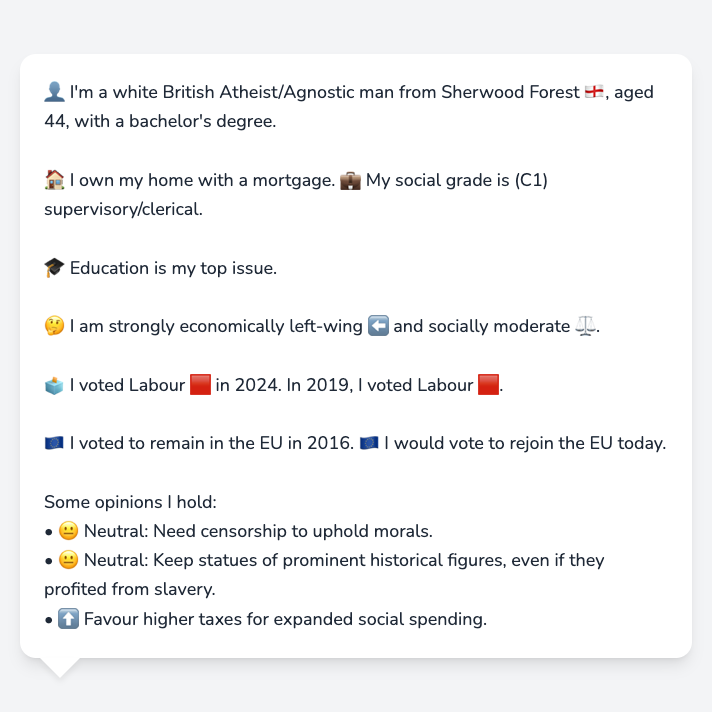 👤 I'm a white British Atheist/Agnostic man from Sherwood Forest 🏴󠁧󠁢󠁥󠁮󠁧󠁿, aged
44, with a bachelor's degree.
🏠 I own my home with a mortgage. 💼 My social grade is (C1)
supervisory/clerical.
🎓 Education is my top issue.
🤔 I am strongly economically left-wing ⬅️ and socially moderate ⚖️.
🗳️ I voted Labour 🟥 in 2024. In 2019, I voted Labour 🟥.
🇪🇺 I voted to remain in the EU in 2016. 🇪🇺 I would vote to rejoin the EU today.
Some opinions I hold:
• 😐 Neutral: Need censorship to uphold morals.
• 😐 Neutral: Keep statues of prominent historical figures, even if they
profited from slavery.
• ⬆️ Favour higher taxes for expanded social spending.